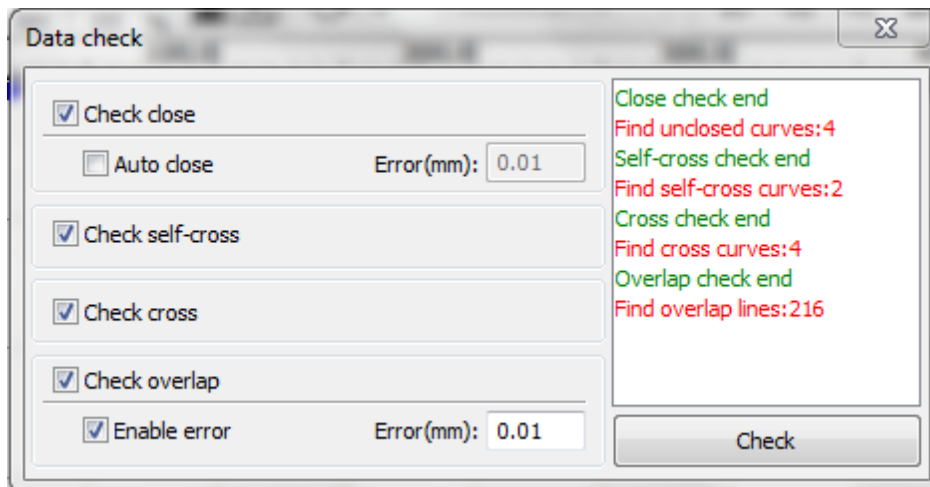 Data check
Check close
Auto close Error(mm): 0.01
Check self-cross
Check cross
Check overlap
Enable error Error(mm): 0.01
Close check end
Find unclosed curves:4
Self-cross check end
Find self-cross curves:2
Cross check end
Find cross curves:4
Overlap check end
Find overlap lines:216
Check